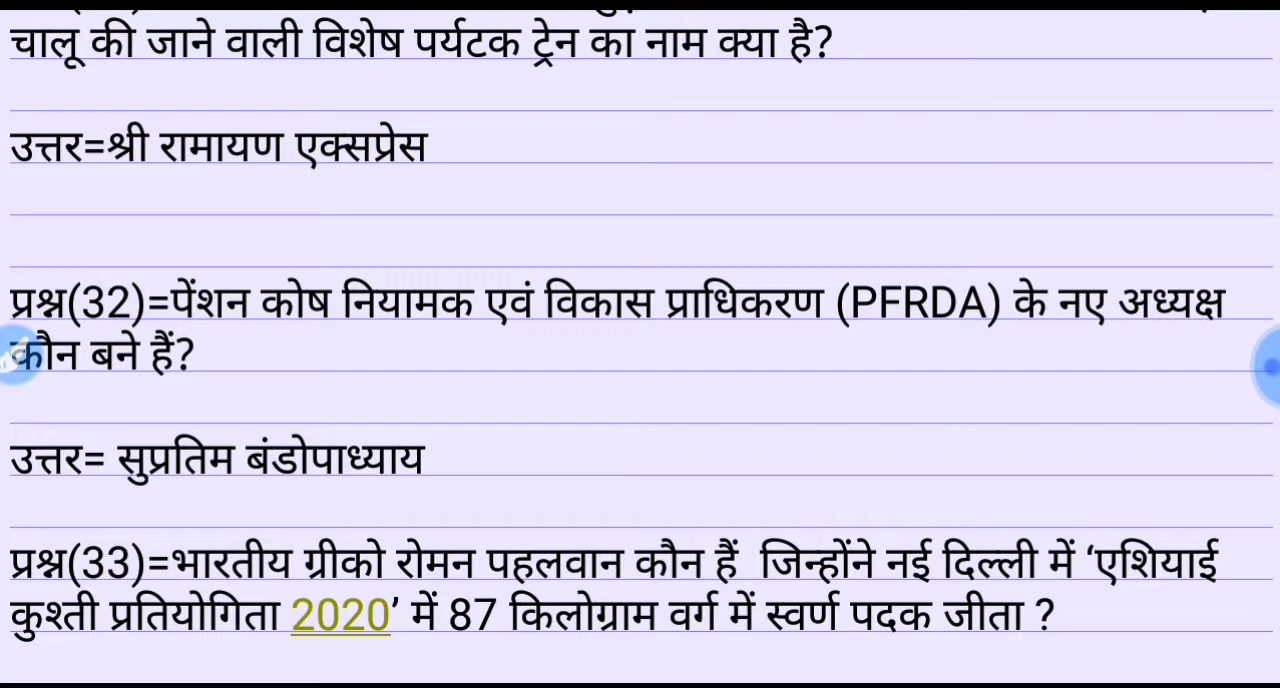 चालू की जाने वाली विशेष पर्यटक ट्रेन का नाम क्या है?
उत्तर=श्री रामायण एक्सप्रेस
प्रश्न(32)=पेंशन कोष नियामक एवं विकास प्राधिकरण (PFRDA) के नए अध्यक्ष
कौन बने हैं?
उत्तर= सुप्रतिम बंडोपाध्याय
प्रश्न(33)=भारतीय ग्रीको रोमन पहलवान कौन हैं जिन्होंने नई दिल्ली में ‘एशियाई
कुश्ती प्रतियोगिता 2020’ में 87 किलोग्राम वर्ग में स्वर्ण पदक जीता ?